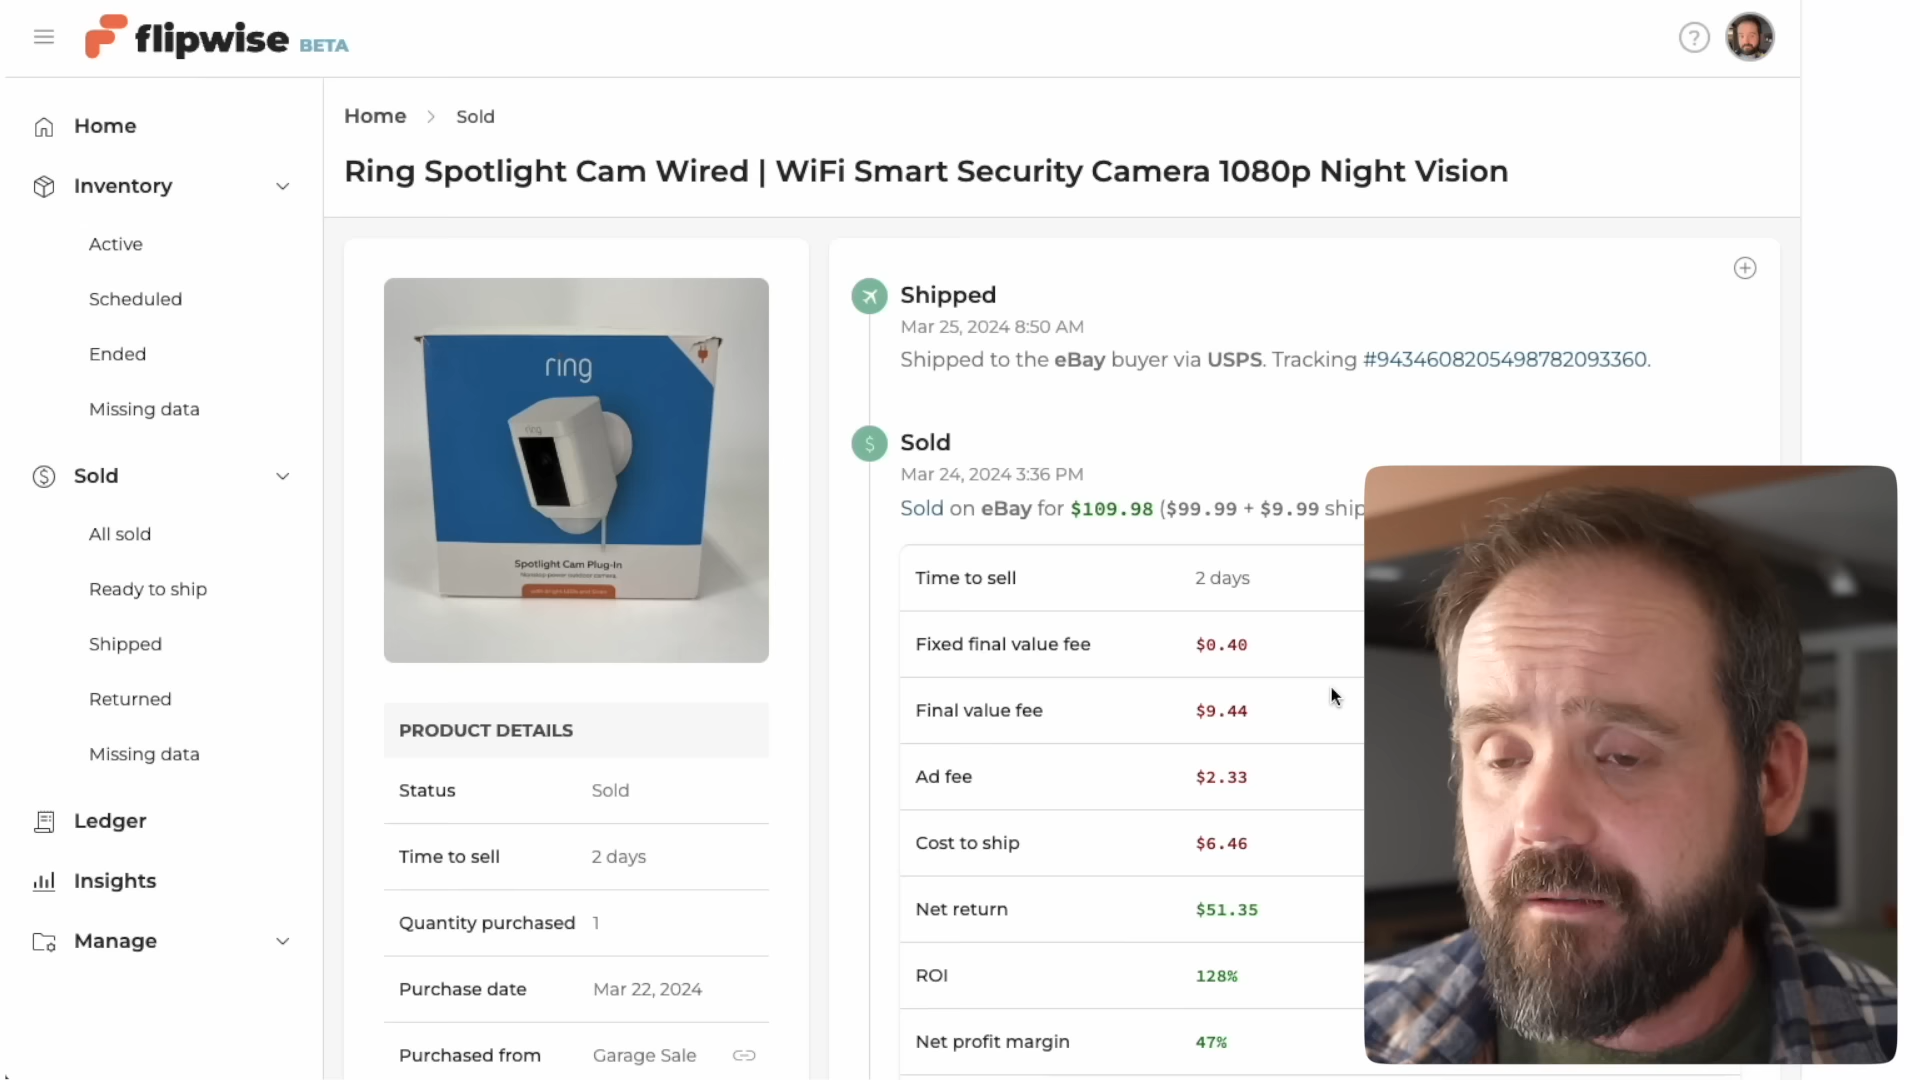 flipwise BETA
?
Home
Inventory
Active
Scheduled
Ended
Missing data
Sold
All sold
Ready to ship
Shipped
Returned
Missing data
Ledger
Insights
Manage
Home > Sold
Ring Spotlight Cam Wired | WiFi Smart Security Camera 1080p Night Vision
ring
ring
Spotlight Cam Plug-In
PRODUCT DETAILS
Status Sold
Time to sell 2 days
Quantity purchased 1
Purchase date Mar 22, 2024
Purchased from Garage Sale
Shipped
Mar 25, 2024 8:50 AM
Shipped to the eBay buyer via USPS. Tracking #9434608205498782093360.
$ Sold
Mar 24, 2024 3:36 PM
Sold on eBay for $109.98 ($99.99 + $9.99 ship
Time to sell 2 days
Fixed final value fee $0.40
Final value fee $9.44
Ad fee $2.33
Cost to ship $6.46
Net return $51.35
ROI 128%
Net profit margin 47%